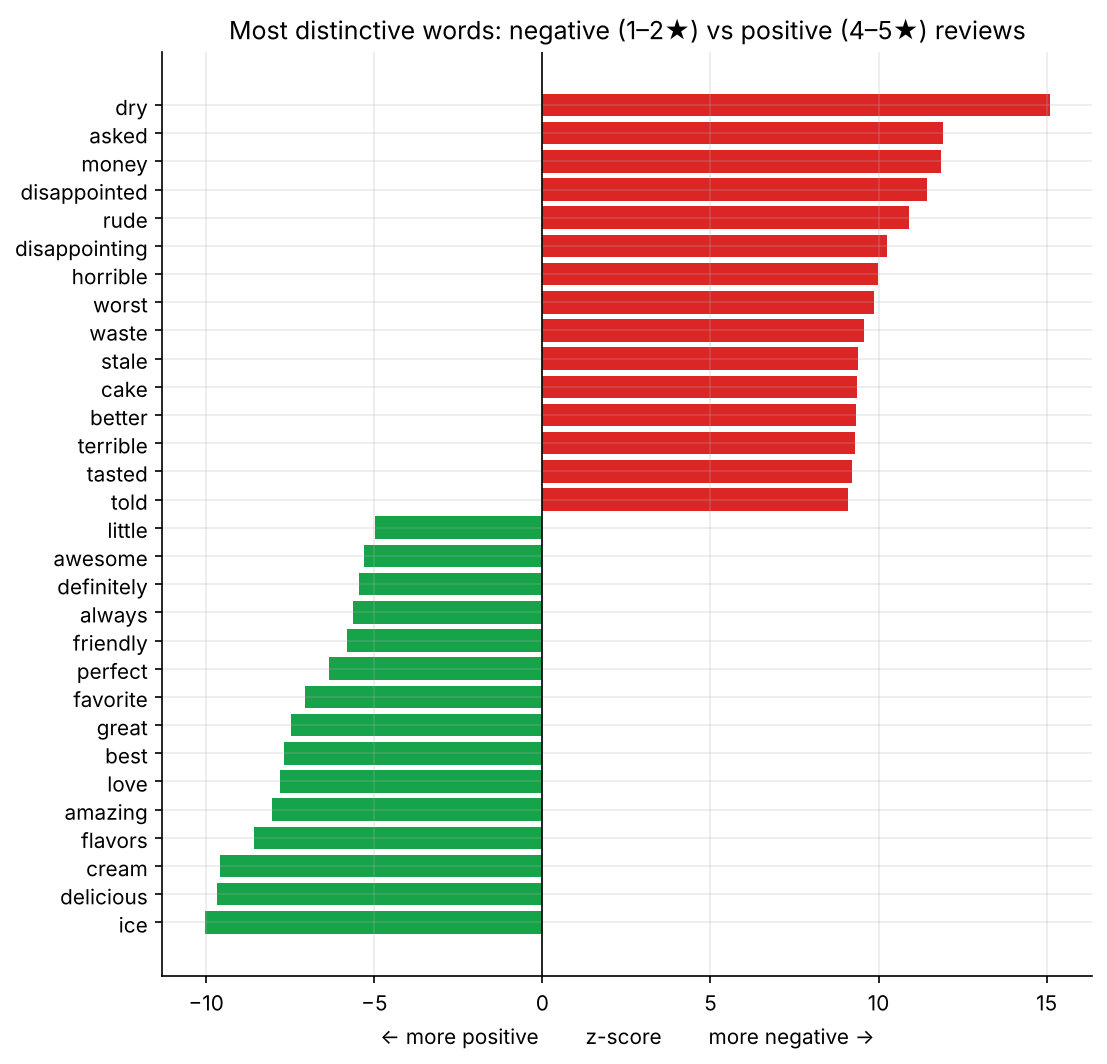 Most distinctive words: negative (1–2★) vs positive (4–5★) reviews
dry
asked
money
disappointed
rude
disappointing
horrible
worst
waste
stale
cake
better
terrible
tasted
told
little
awesome
definitely
always
friendly
perfect
favorite
great
best
love
amazing
flavors
cream
delicious
ice
−10 −5 0 5 10 15
← more positive z-score more negative →